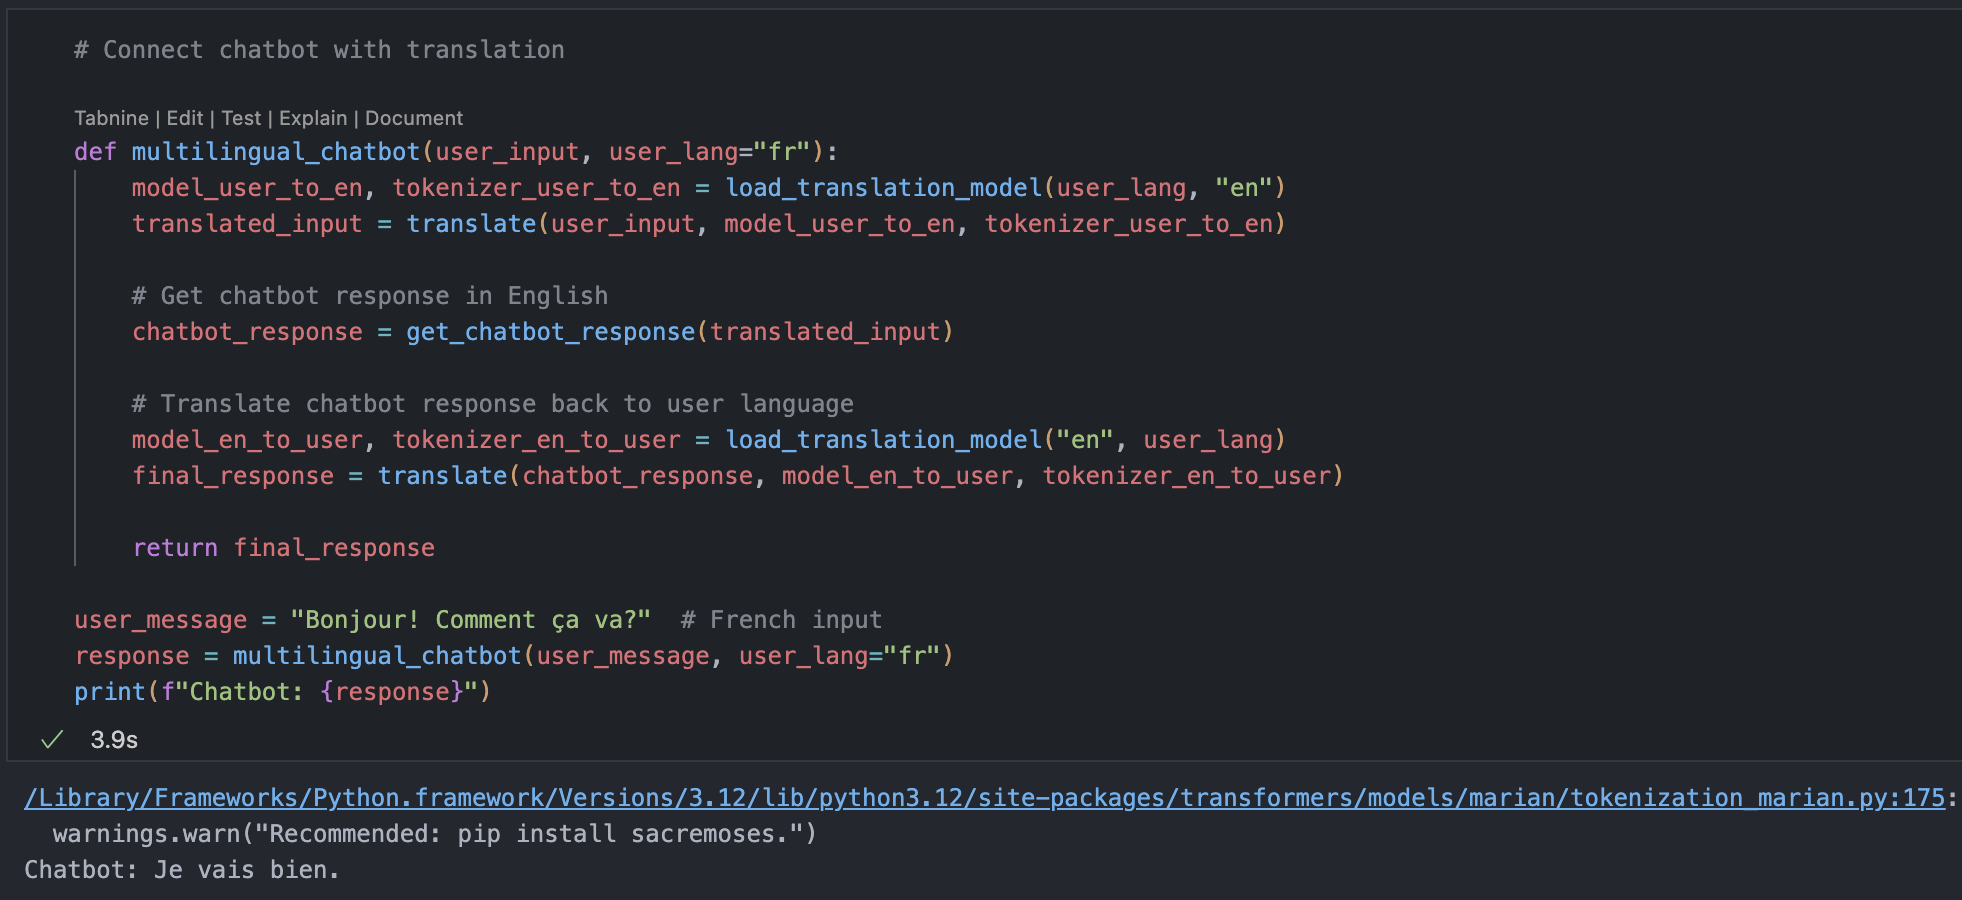 # Connect chatbot with translation
Tabnine | Edit | Test | Explain | Document
def multilingual_chatbot(user_input, user_lang="fr"):
    model_user_to_en, tokenizer_user_to_en = load_translation_model(user_lang, "en")
    translated_input = translate(user_input, model_user_to_en, tokenizer_user_to_en)
    # Get chatbot response in English
    chatbot_response = get_chatbot_response(translated_input)
    # Translate chatbot response back to user language
    model_en_to_user, tokenizer_en_to_user = load_translation_model("en", user_lang)
    final_response = translate(chatbot_response, model_en_to_user, tokenizer_en_to_user)
    return final_response
user_message = "Bonjour! Comment ça va?"  # French input
response = multilingual_chatbot(user_message, user_lang="fr")
print(f"Chatbot: {response}")
3.9s
/Library/Frameworks/Python.framework/Versions/3.12/lib/python3.12/site-packages/transformers/models/marian/tokenization_marian.py:175:
  warnings.warn("Recommended: pip install sacremoses.")
Chatbot: Je vais bien.